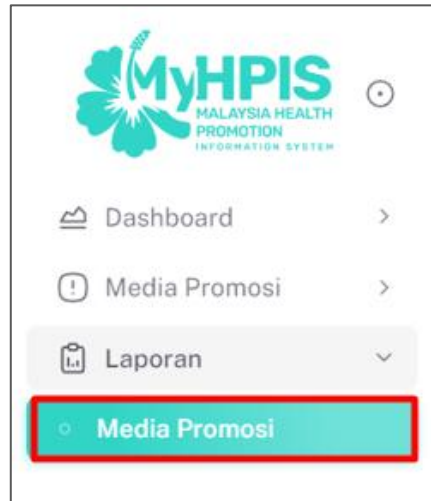 MyHPIS
MALAYSIA HEALTH
PROMOTION
INFORMATION SYSTEM
Dashboard
Media Promosi
Laporan
Media Promosi